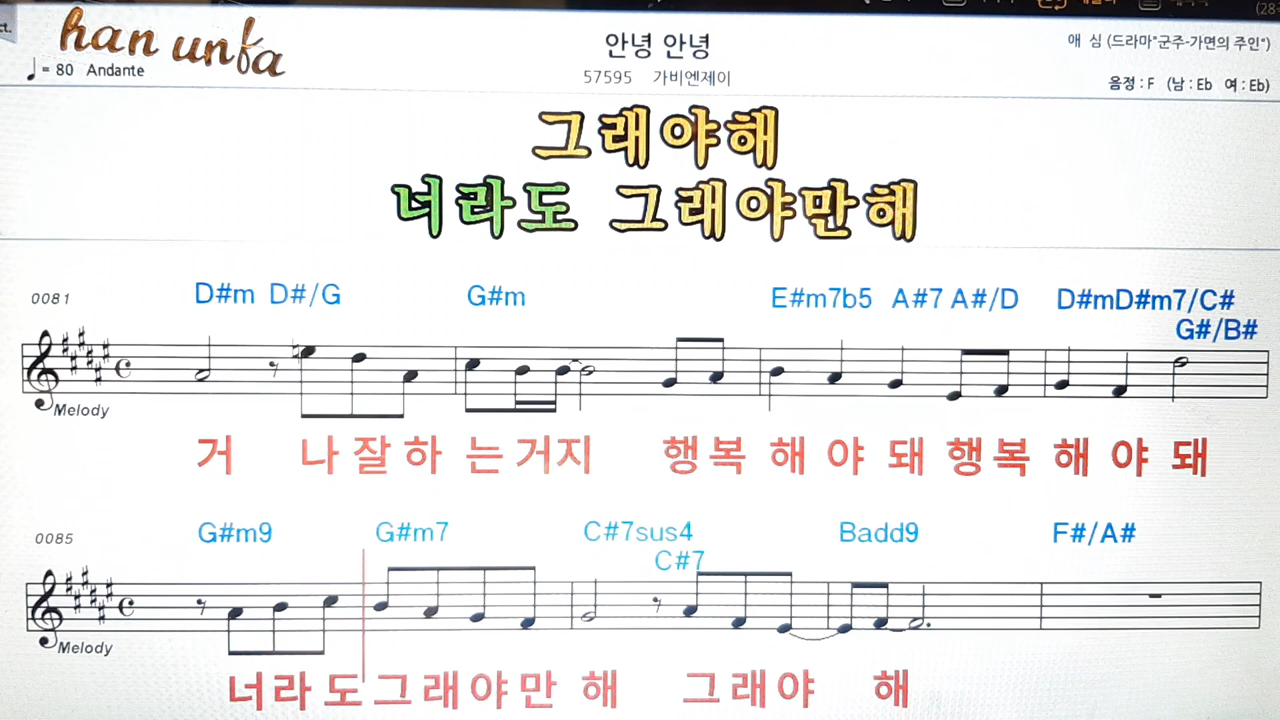 han unfa
♩= 80 Andante
안녕 안녕
57595 가비엔제이
애 심 (드라마"군주-가면의 주인")
음정 : F (남 : Eb 여 : Eb)
그래야해
너라도 그래야만해
0081
D#m D#/G G#m E#m7b5 A#7 A#/D D#mD#m7/C#
G#/B#
Melody
거 나 잘 하 는 거지 행 복 해 야 돼 행 복 해 야 돼
0085
G#m9 G#m7 C#7sus4 Badd9 F#/A#
C#7
Melody
너 라 도 그 래 야 만 해 그 래 야 해